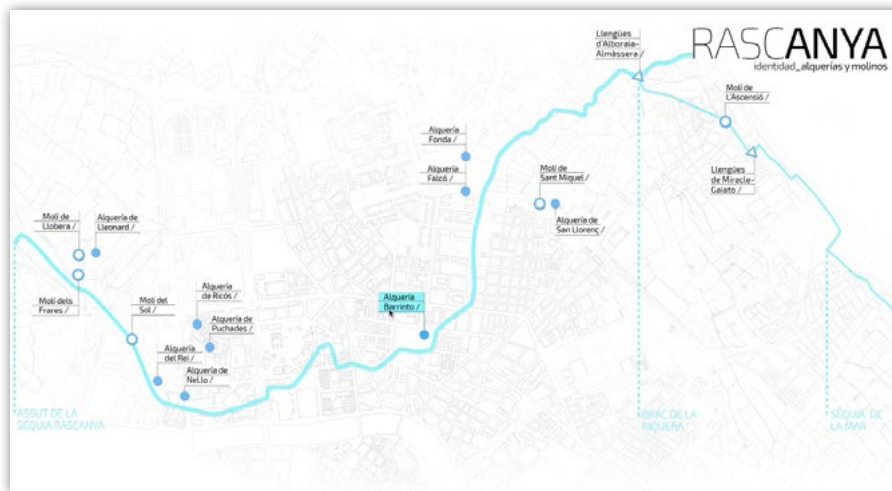 RASCANYA
identidad_alquerías y molinos
Llengües
d'Alboraia-
Almàssera /
Molí de
L'Ascensió /
Llengües
de Miracle-
Gaiato /
Alquería
Fonda /
Alquería
Falcó /
Molí de
Sant Miquel /
Alquería de
San Llorenç /
Molí de
Llobera /
Alquería de
Lleonard /
Molí dels
Frares /
Molí del
Sol /
Alquería
de Ricós /
Alquería de
Puchades /
Alquería
del Rei /
Alquería de
Nel.lo /
Alquería
Barrinto /
ASSUT DE LA
SÈQUIA RASCANYA
BRAÇ DE LA
RIQUERA
SÈQUIA DE
LA MAR